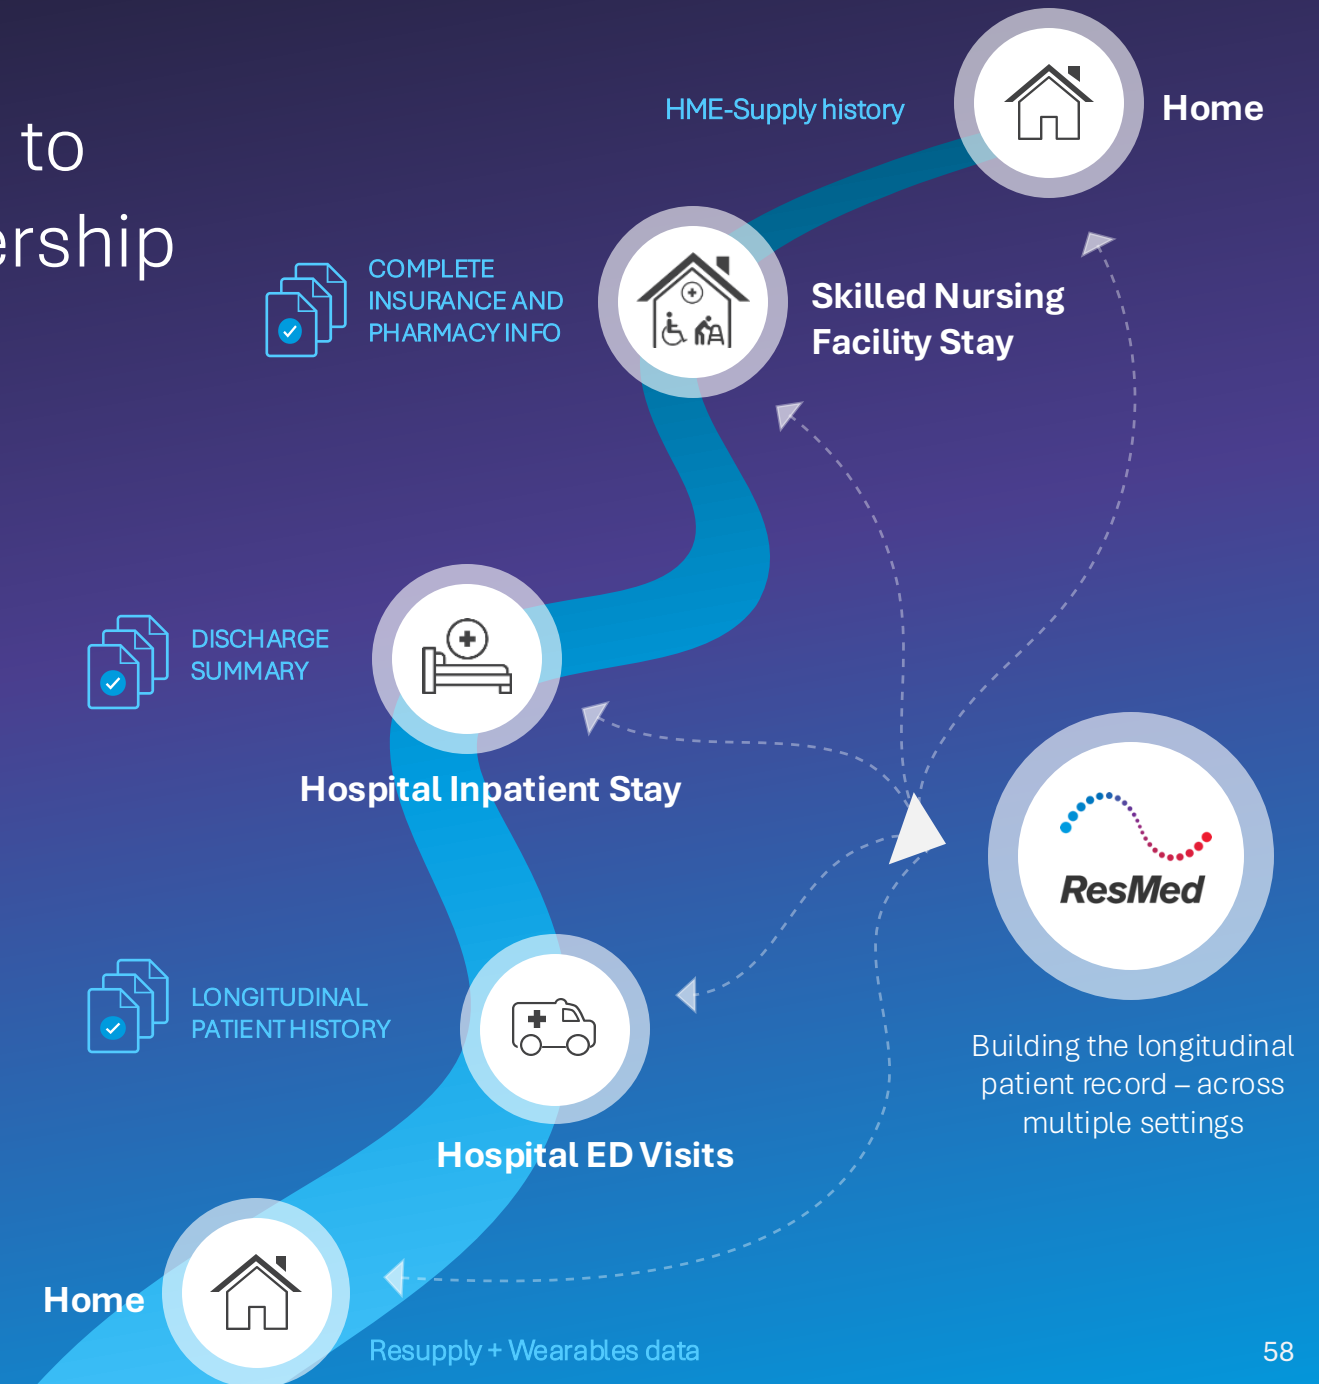 to
ership
HME-Supply history
Home
COMPLETE
INSURANCE AND
PHARMACY INFO
Skilled Nursing
Facility Stay
DISCHARGE
SUMMARY
Hospital Inpatient Stay
ResMed
LONGITUDINAL
PATIENT HISTORY
Building the longitudinal
patient record – across
multiple settings
Hospital ED Visits
Home
Resupply + Wearables data
58